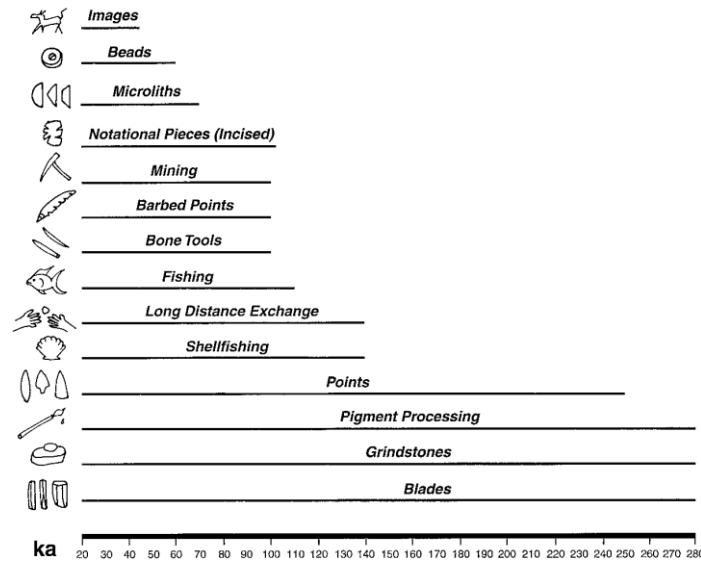 Images
Beads
Microliths
Notational Pieces (Incised)
Mining
Barbed Points
Bone Tools
Fishing
Long Distance Exchange
Shellfishing
Points
Pigment Processing
Grindstones
Blades
ka 20 30 40 50 60 70 80 90 100 110 120 130 140 150 160 170 180 190 200 210 220 230 240 250 260 270 280